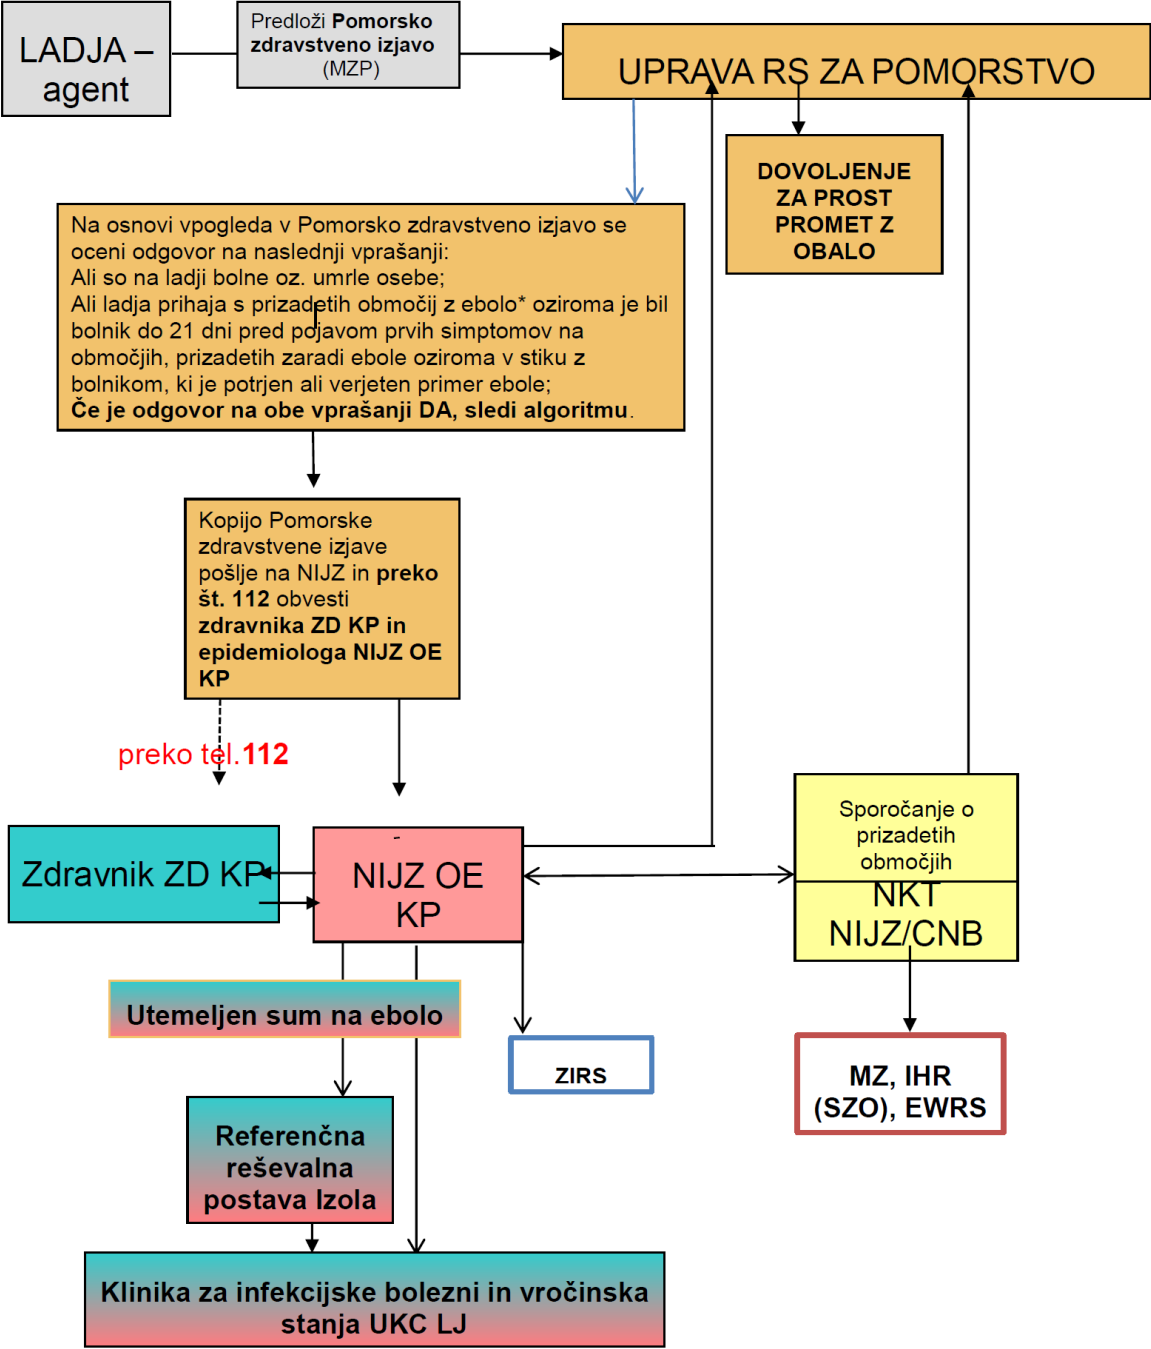 LADJA –
agent
Predloži Pomorsko
zdravstveno izjavo
(MZP)
UPRAVA RS ZA POMORSTVO
DOVOLJENJE
ZA PROST
PROMET Z
OBALO
Na osnovi vpogleda v Pomorsko zdravstveno izjavo se
oceni odgovor na naslednji vprašanji:
Ali so na ladji bolne oz. umrle osebe;
Ali ladja prihaja s prizadetih območij z ebolo* oziroma je bil
bolnik do 21 dni pred pojavom prvih simptomov na
območjih, prizadetih zaradi ebole oziroma v stiku z
bolnikom, ki je potrjen ali verjeten primer ebole;
Če je odgovor na obe vprašanji DA, sledi algoritmu.
Kopijo Pomorske
zdravstvene izjave
pošlje na NIJZ in preko
št. 112 obvesti
zdravnika ZD KP in
epidemiologa NIJZ OE
KP
preko tel.112
Zdravnik ZD KP
-
NIJZ OE
KP
Sporočanje o
prizadetih
območjih
NKT
NIJZ/CNB
Utemeljen sum na ebolo
ZIRS
MZ, IHR
(SZO), EWRS
Referenčna
reševalna
postava Izola
Klinika za infekcijske bolezni in vročinska
stanja UKC LJ